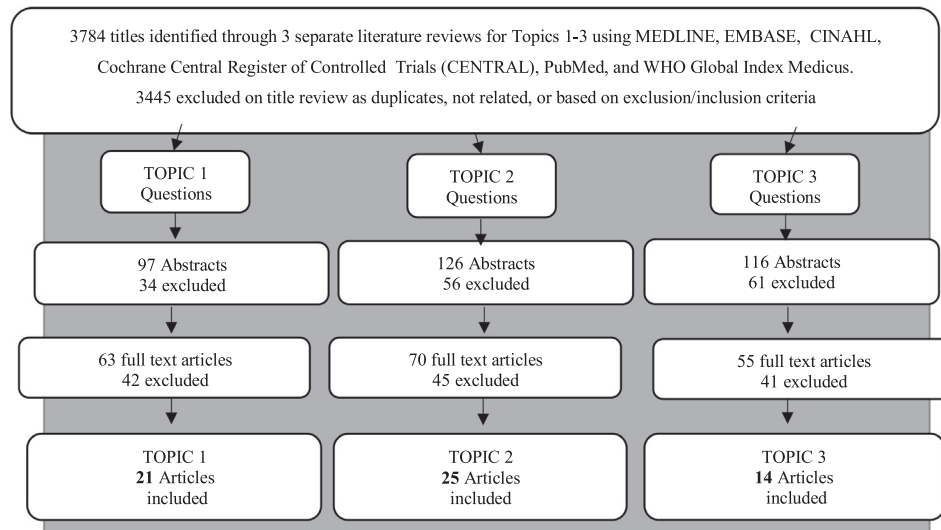 3784 titles identified through 3 separate literature reviews for Topics 1-3 using MEDLINE, EMBASE, CINAHL,
Cochrane Central Register of Controlled Trials (CENTRAL), PubMed, and WHO Global Index Medicus.
3445 excluded on title review as duplicates, not related, or based on exclusion/inclusion criteria
TOPIC 1
Questions
TOPIC 2
Questions
TOPIC 3
Questions
97 Abstracts
34 excluded
126 Abstracts
56 excluded
116 Abstracts
61 excluded
63 full text articles
42 excluded
70 full text articles
45 excluded
55 full text articles
41 excluded
TOPIC 1
21 Articles
included
TOPIC 2
25 Articles
included
TOPIC 3
14 Articles
included